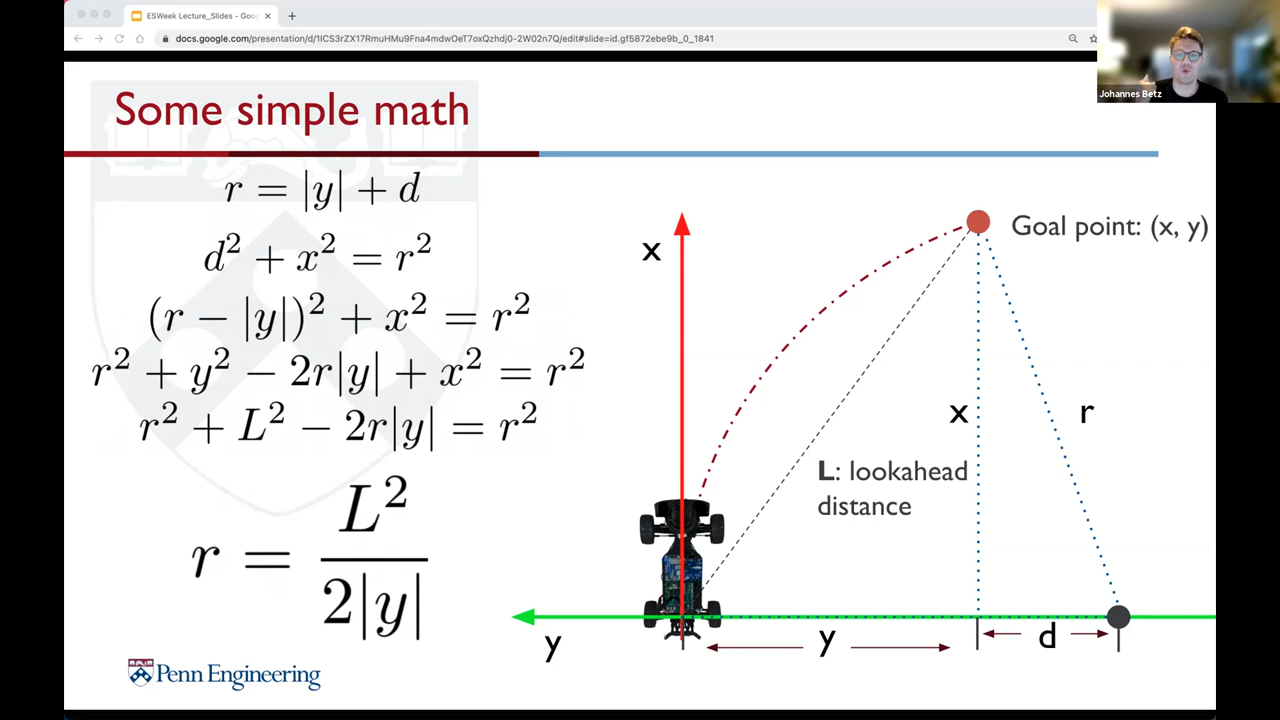 ESWeek Lecture_Slides - Goo
docs.google.com/presentation/d/1ICS3rZX17RmuHMu9Fna4mdwOeT7oxQzhdj0-2W02n7Q/edit#slide=id.gf5872ebe9b_0_1841
Johannes Betz
Some simple math
r = |y| + d
d² + x² = r²
(r − |y|)² + x² = r²
r² + y² − 2r|y| + x² = r²
r² + L² − 2r|y| = r²
r = L² / 2|y|
Penn Engineering
x
Goal point: (x, y)
x
r
L: lookahead
distance
y
y
d